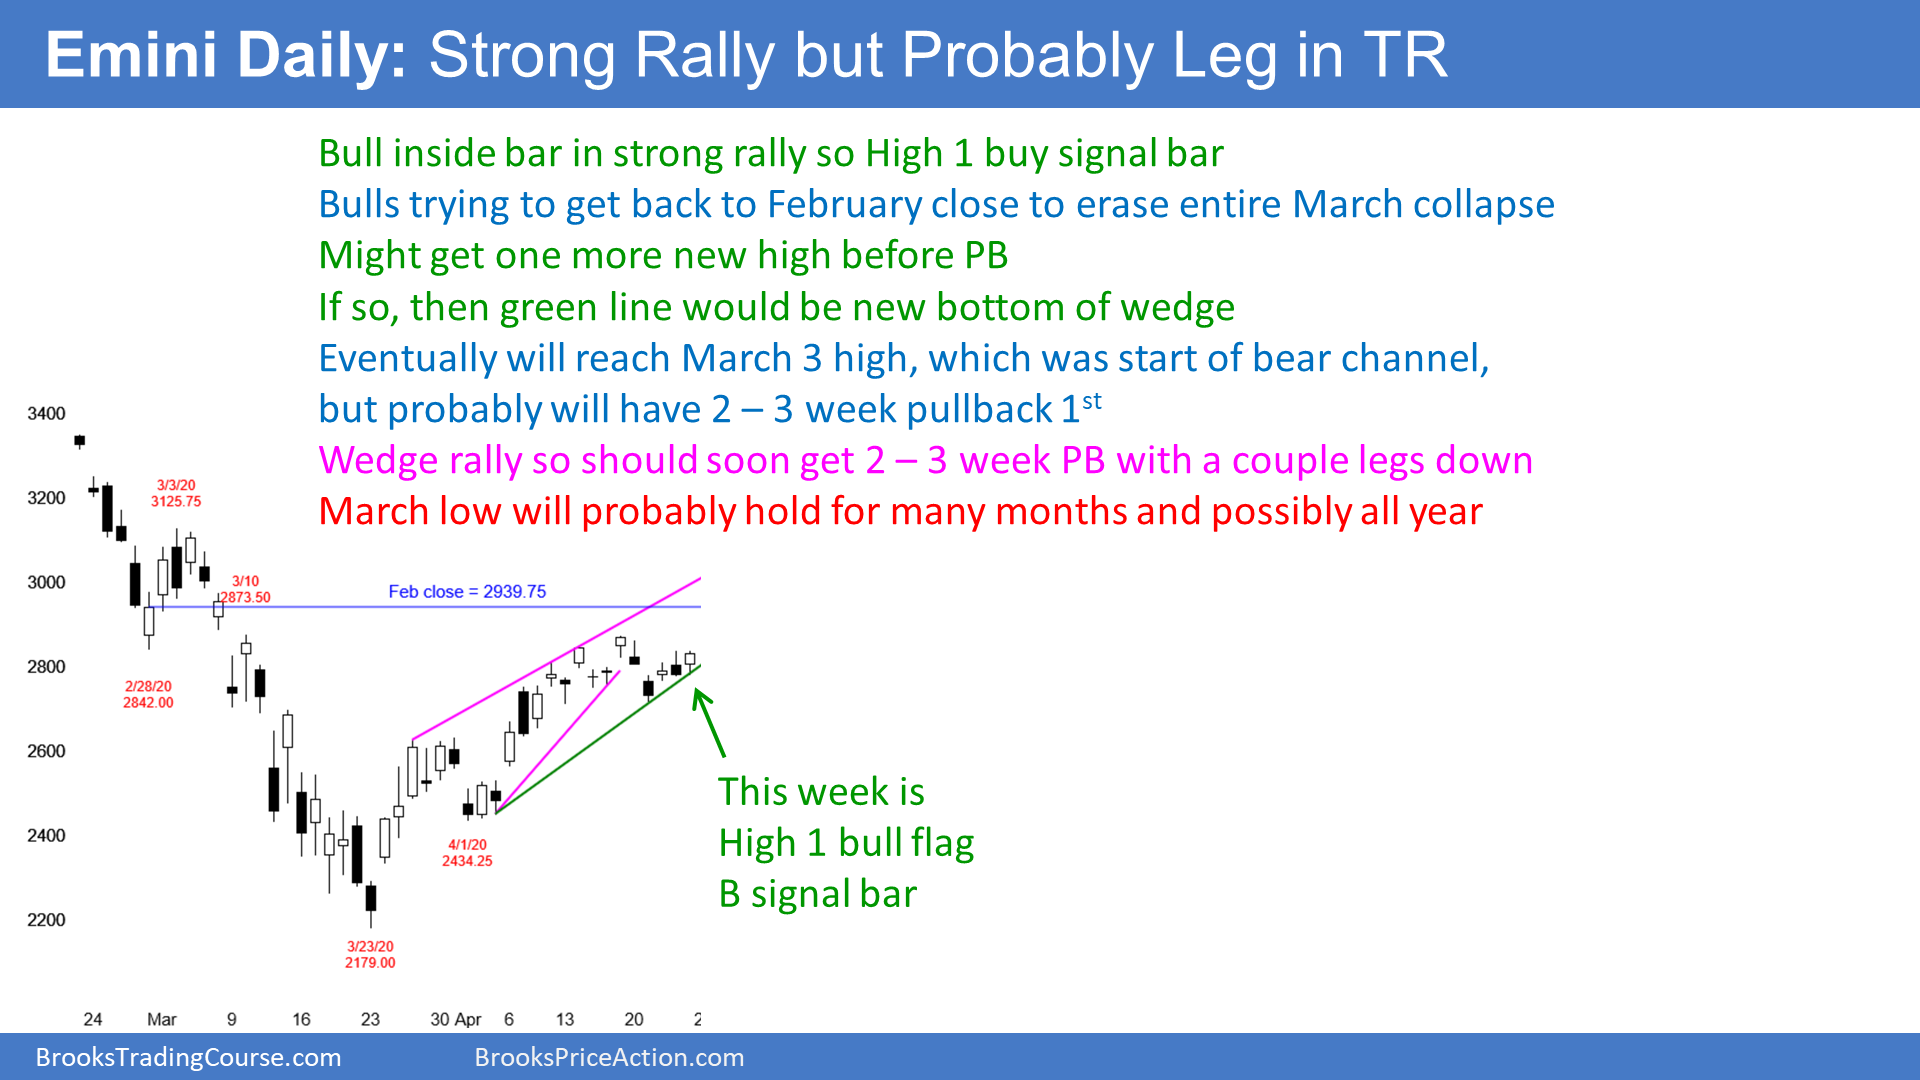 Emini Daily: Strong Rally but Probably Leg in TR
Bull inside bar in strong rally so High 1 buy signal bar
Bulls trying to get back to February close to erase entire March collapse
Might get one more new high before PB
If so, then green line would be new bottom of wedge
Eventually will reach March 3 high, which was start of bear channel,
but probably will have 2 – 3 week pullback 1st
Wedge rally so should soon get 2 – 3 week PB with a couple legs down
March low will probably hold for many months and possibly all year
3400
3200
3000
2800
2600
2400
2200
3/3/20
3125.75
3/10
2873.50
Feb close = 2939.75
2/28/20
2842.00
4/1/20
2434.25
3/23/20
2179.00
This week is
High 1 bull flag
B signal bar
24 Mar 9 16 23 30 Apr 6 13 20 2
BrooksTradingCourse.com
BrooksPriceAction.com